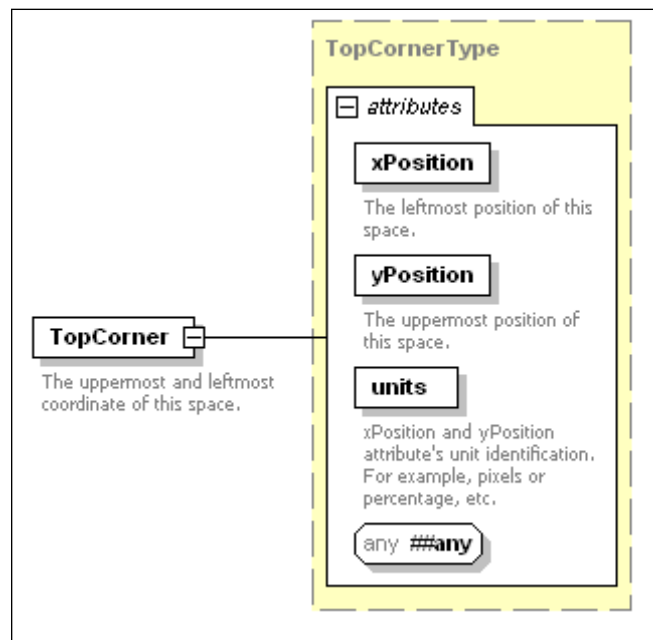 TopCornerType
attributes
xPosition
The leftmost position of this
space.
yPosition
The uppermost position of
this space.
TopCorner
The uppermost and leftmost
coordinate of this space.
units
xPosition and yPosition
attribute's unit identification.
For example, pixels or
percentage, etc.
any ##any